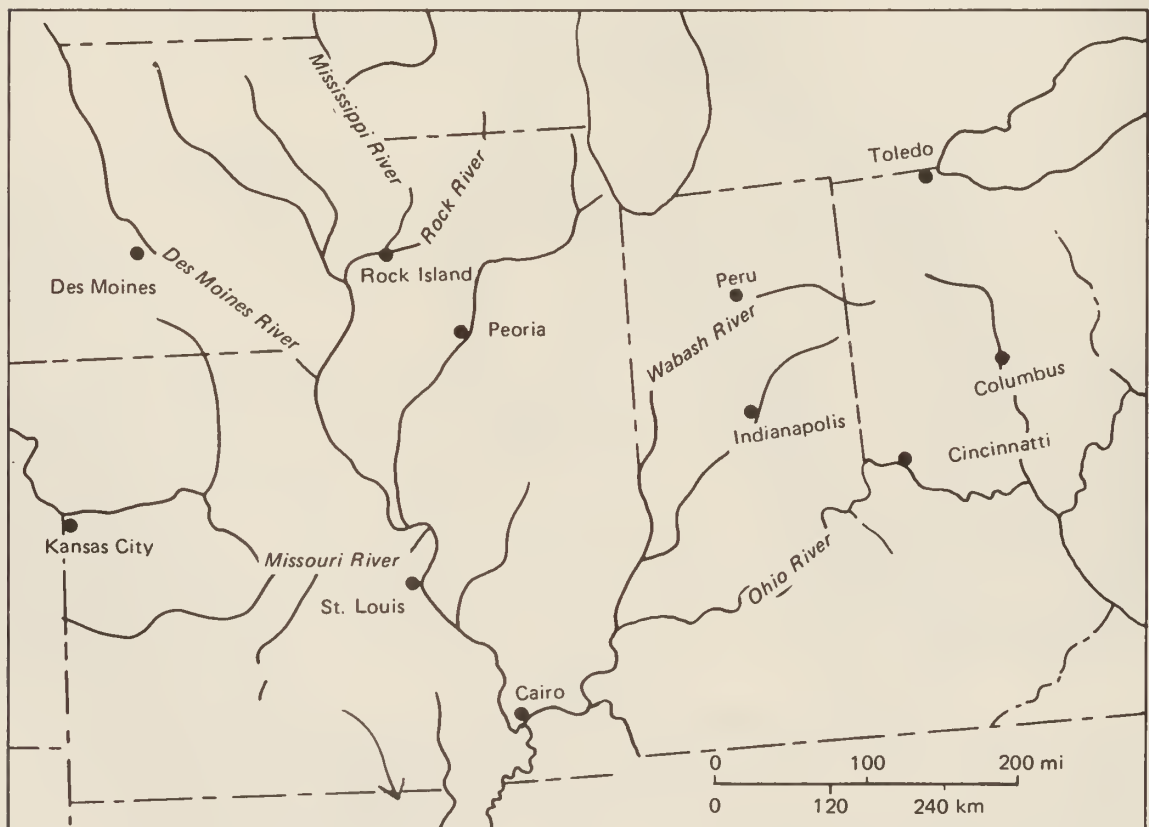 Mississippi River
Rock River
Toledo
Des Moines
Des Moines River
Rock Island
Peoria
Peru
Wabash River
Columbus
Indianapolis
Cincinnatti
Kansas City
Missouri River
St. Louis
Ohio River
Cairo
0 100 200 mi
0 120 240 km